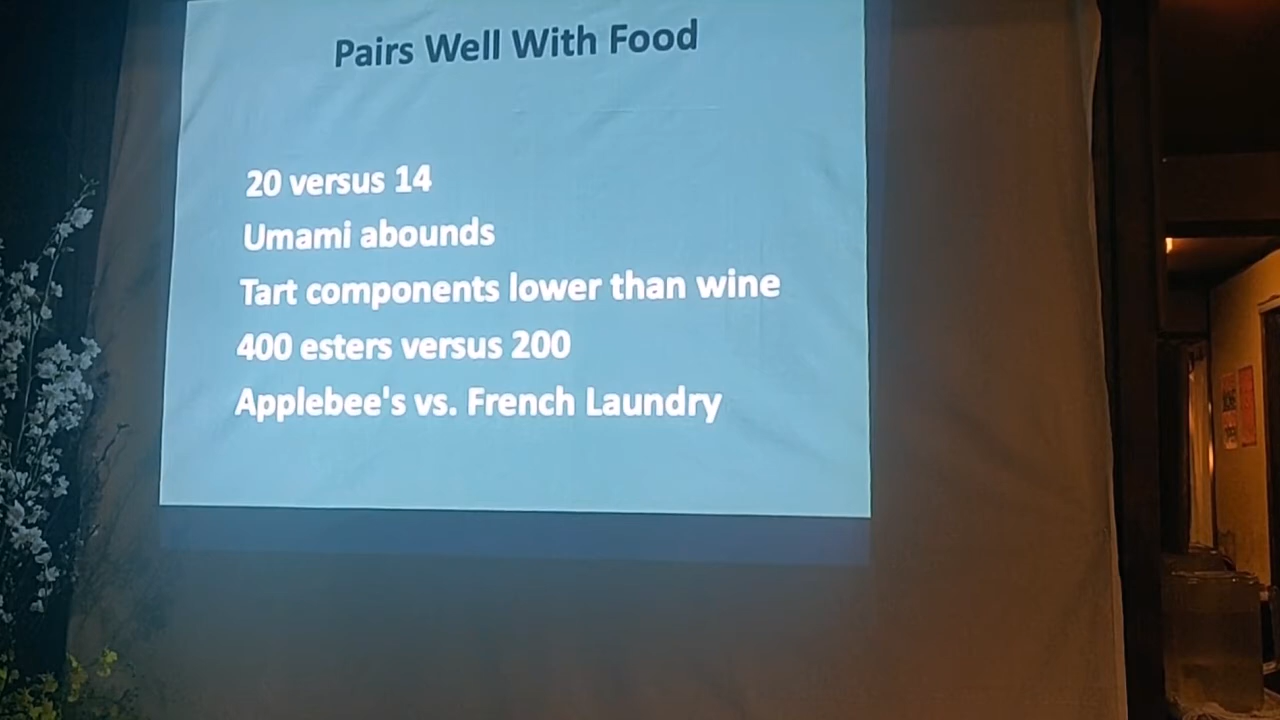 Pairs Well With Food
20 versus 14
Umami abounds
Tart components lower than wine
400 esters versus 200
Applebee's vs. French Laundry